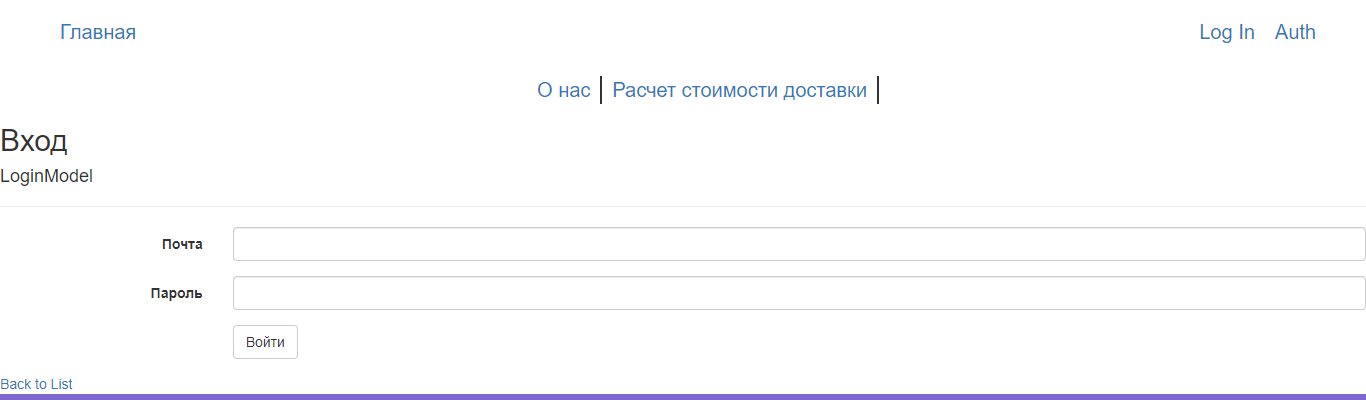 Главная Log In Auth
О нас Расчет стоимости доставки
Вход
LoginModel
Почта
Пароль
Войти
Back to List